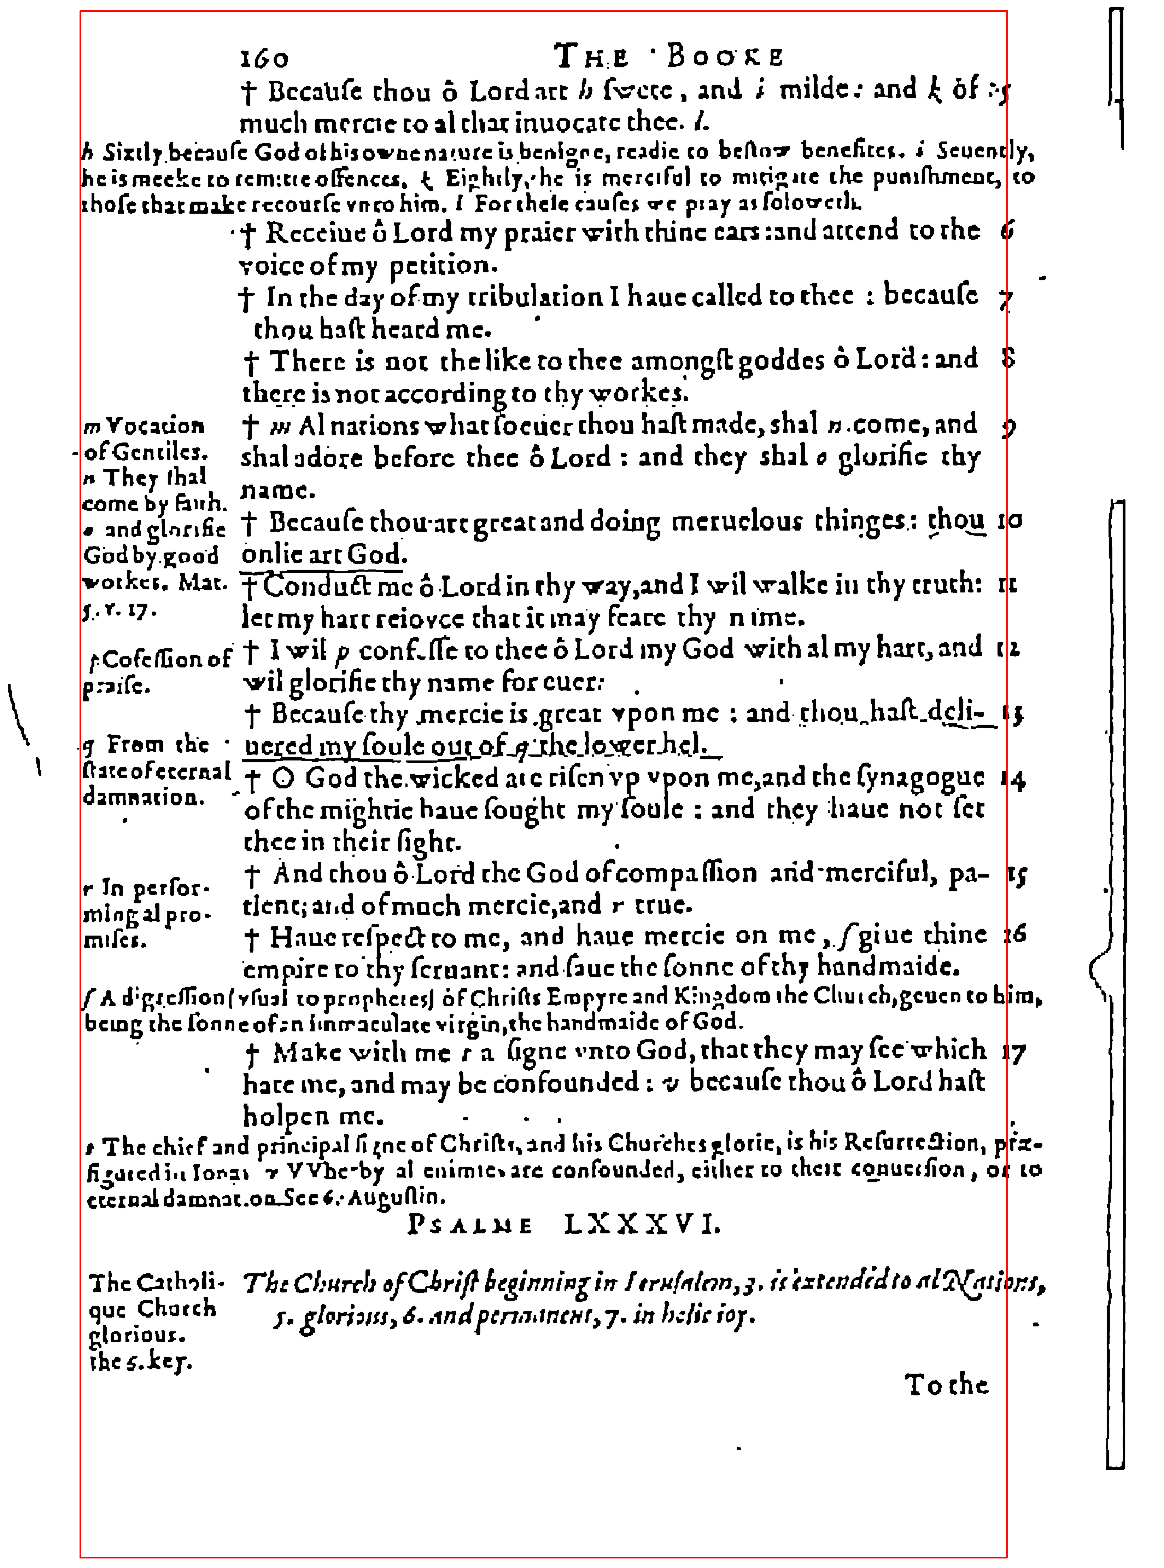 160 THE BOOKE
† Becauſe thou ô Lord art h ſwete, and i milde: and k òf 5
much mercie to al that inuocate thee. l.
h Sixtly, becauſe God of his owne nature is benigne, readie to beſtow benefites. i Seuently,
he is meeke to remitte offences. k Eightly, he is merciful to mitigate the puniſhment, to
thoſe that make recourſe vnto him. l For theſe cauſes we pray as foloweth.
† Receiue ô Lord my praier with thine eares: and attend to the 6
voice of my petition.
† In the day of my tribulation I haue called to thee : becauſe 7
thou haſt heard me.
† There is not the like to thee amongſt goddes ô Lord: and 8
there is not according to thy workes.
† m Al nations whatſoeuer thou haſt made, shal n come, and 9
shal adore before thee ô Lord : and they shal o glorifie thy
name.
m Vocation
of Gentiles.
n They ſhal
come by faith.
o and glorifie
God by good
workes. Mat.
5. v. 17.
† Becauſe thou art great and doing meruelous thinges: thou 10
onlie art God.
† Conduct me ô Lord in thy way, and I wil walke in thy truth: 11
let my hart reioyce that it may feare thy name.
† I wil p confeſſe to thee ô Lord my God with al my hart, and 12
wil glorifie thy name for euer:
p Cõfeſſion of
praiſe.
† Becauſe thy mercie is great vpon me : and thou haſt deli- 13
uered my ſoule out of q the lower hel.
q From the
ſtate of eternal
damnation.
† O God the wicked are riſen vp vpon me, and the ſynagogue 14
of the mightie haue ſought my ſoule : and they haue not ſet
thee in their ſight.
† And thou ô Lord the God of compaſſion and merciful, pa- 15
tient; and of much mercie, and r true.
r In perfor-
ming al pro-
miſes.
† Haue reſpect to me, and haue mercie on me, ſ giue thine 16
empire to thy ſeruant: and ſaue the ſonne of thy handmaide.
ſ A digreſſion (vſual to prophetes) of Chriſts Empyre and Kingdom the Church, geuen to him,
being the ſonne of an immaculate virgin, the handmaide of God.
† Make with me t a ſigne vnto God, that they may ſee which 17
hate me, and may be confounded : v becauſe thou ô Lord haſt
holpen me.
t The chief and principal ſigne of Chriſts, and his Churches glorie, is his Reſurrection, præ-
figured in Ionas v VVherby al enimies are confounded, either to their conuerſion, or to
eternal damnation. See S. Auguſtin.
PSALME LXXXVI.
The Catholi-
que Church
glorious.
the 5. key.
The Church of Chriſt beginning in Ieruſalem, 3. is extended to al Nations,
5. glorious, 6. and permanent, 7. in helie ioy.
To the